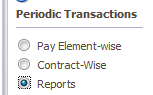 Periodic Transactions
Pay Element-wise
Contract-Wise
Reports